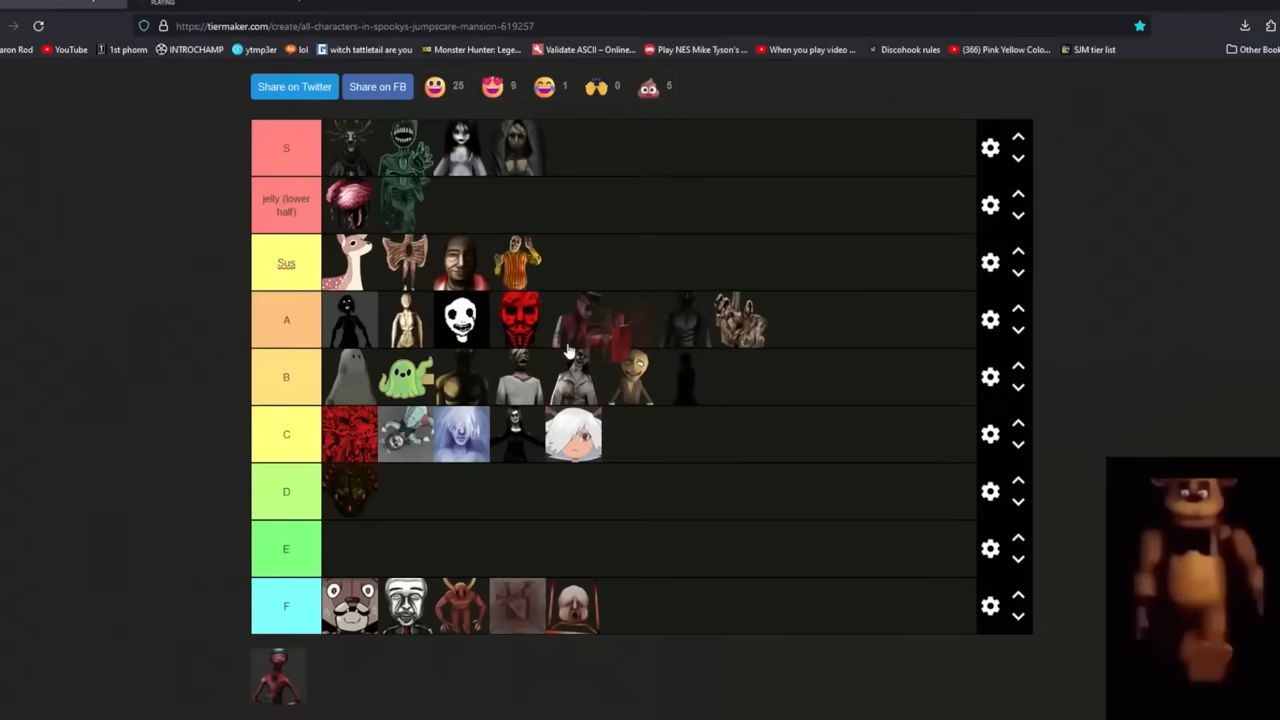 PLAYING
https://tiermaker.com/create/all-characters-in-spookys-jumpscare-mansion-619257
aron Rod YouTube 1st phorm INTROCHAMP ytmp3er lol witch tattletail are you Monster Hunter: Lege... Validate ASCII – Online... Play NES Mike Tyson's ... When you play video ... Discohook rules (366) Pink Yellow Colo... SJM tier list Other Boo
Share on Twitter Share on FB 25 9 1 0 5
S
jelly (lower
half)
Sus
A
B
C
D
E
F